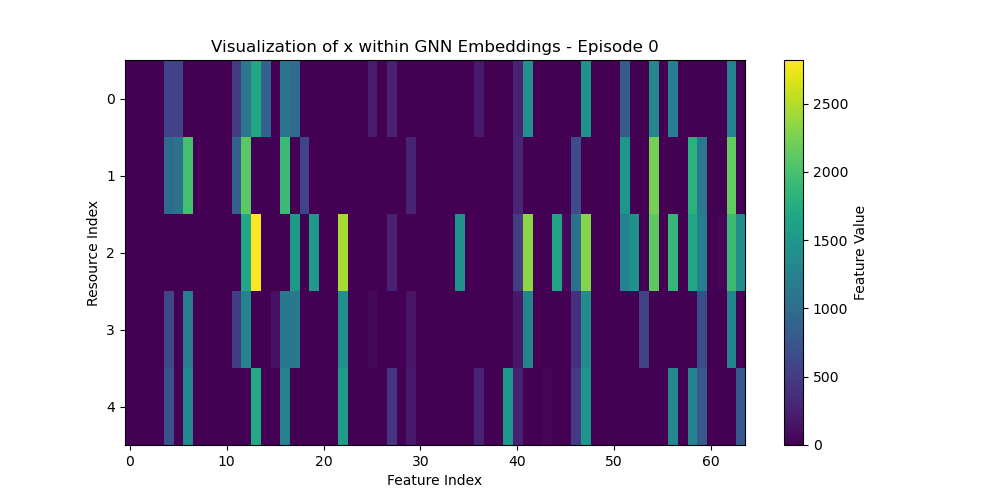 Visualization of x within GNN Embeddings - Episode 0
0
1
2
3
4
Resource Index
0 10 20 30 40 50 60
Feature Index
2500
2000
1500
1000
500
0
Feature Value